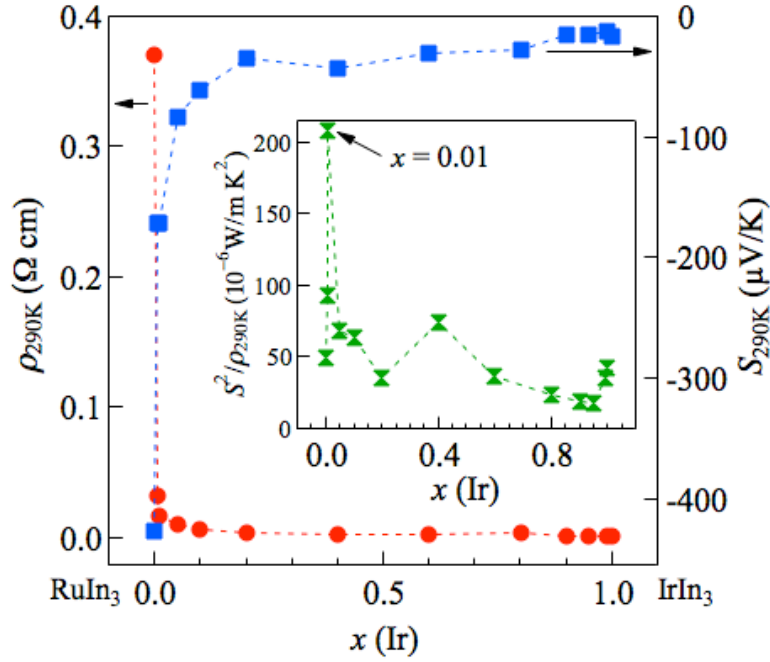 0.4
0.3
0.2
0.1
0.0
ρ290K (Ω cm)
0
-100
-200
-300
-400
S290K (μV/K)
200
150
100
50
0
S²/ρ290K (10⁻⁶W/m K²)
x = 0.01
0.0 0.4 0.8
x (Ir)
RuIn₃ 0.0 0.5 1.0 IrIn₃
x (Ir)